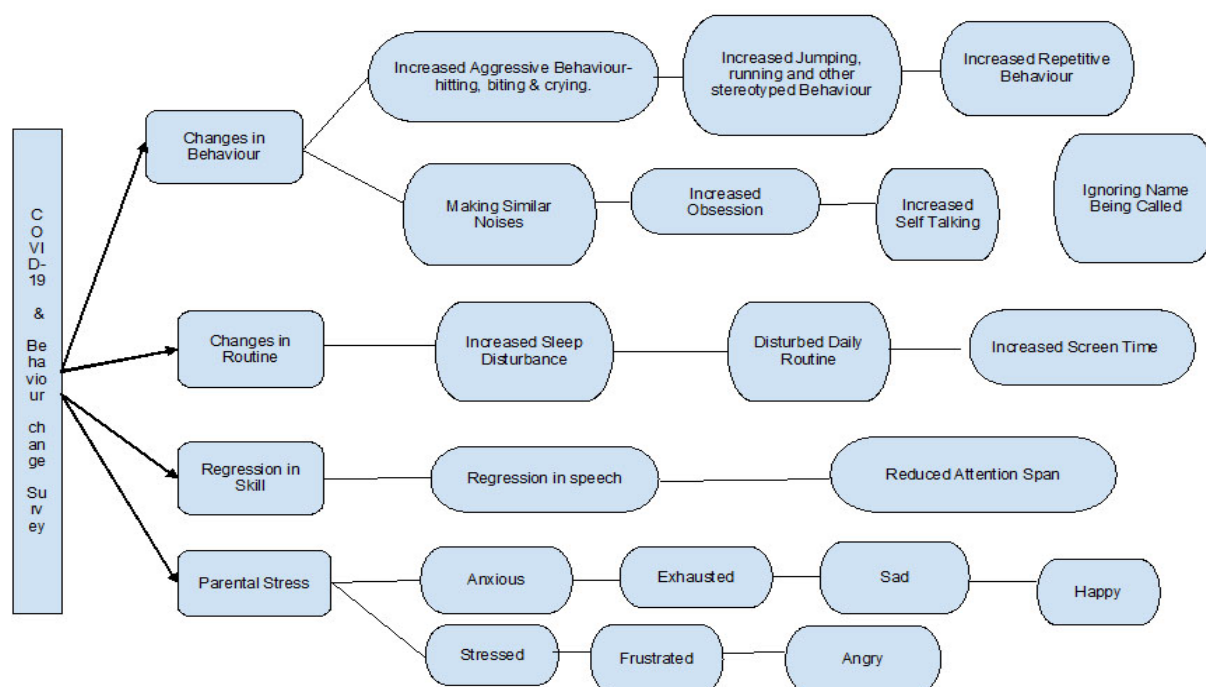 C
O
VI
D-
19
&
Be
ha
vio
ur
ch
an
ge
Su
rv
ey
Changes in
Behaviour
Increased Aggressive Behaviour-
hitting, biting & crying.
Increased Jumping,
running and other
stereotyped Behaviour
Increased Repetitive
Behaviour
Making Similar
Noises
Increased
Obsession
Increased
Self Talking
Ignoring Name
Being Called
Changes in
Routine
Increased Sleep
Disturbance
Disturbed Daily
Routine
Increased Screen Time
Regression in
Skill
Regression in speech
Reduced Attention Span
Parental Stress
Anxious
Exhausted
Sad
Happy
Stressed
Frustrated
Angry